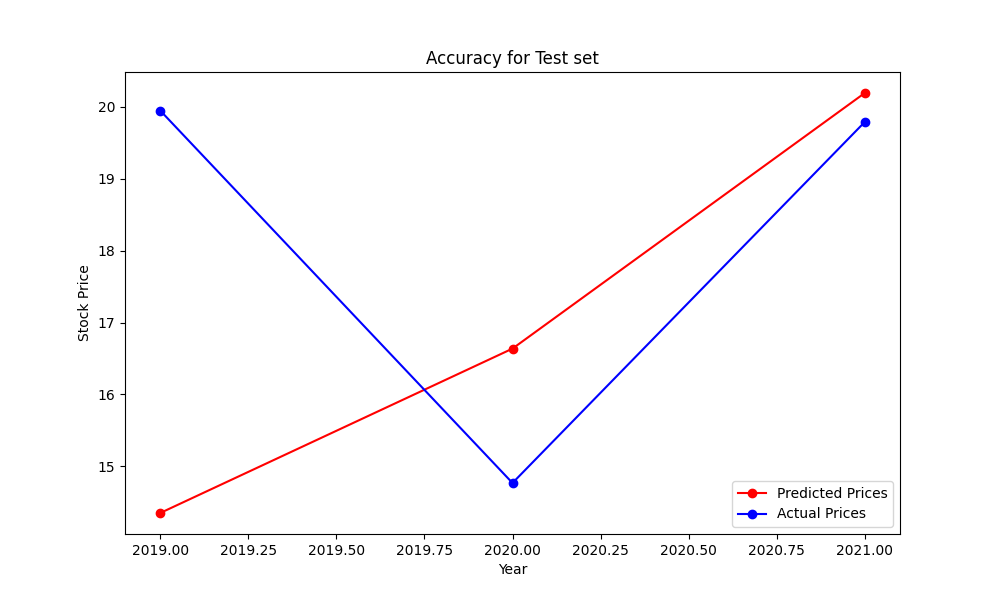 Accuracy for Test set
Stock Price
20
19
18
17
16
15
2019.00 2019.25 2019.50 2019.75 2020.00 2020.25 2020.50 2020.75 2021.00
Year
Predicted Prices
Actual Prices